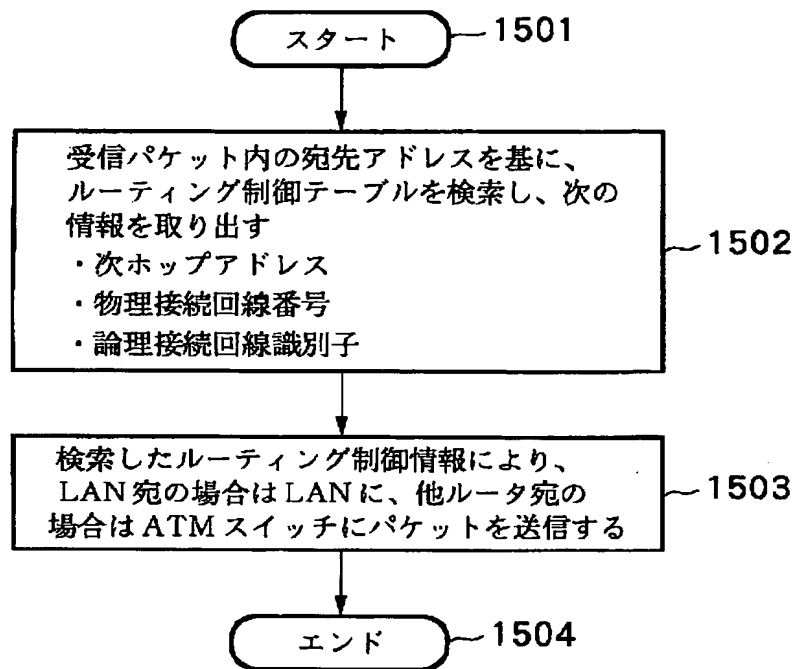 スタート
1501
受信パケット内の宛先アドレスを基に、
ルーティング制御テーブルを検索し、次の
情報を取り出す
・次ホップアドレス
・物理接続回線番号
・論理接続回線識別子
1502
検索したルーティング制御情報により、
LAN宛の場合はLANに、他ルータ宛の
場合はATMスイッチにパケットを送信する
1503
エンド
1504